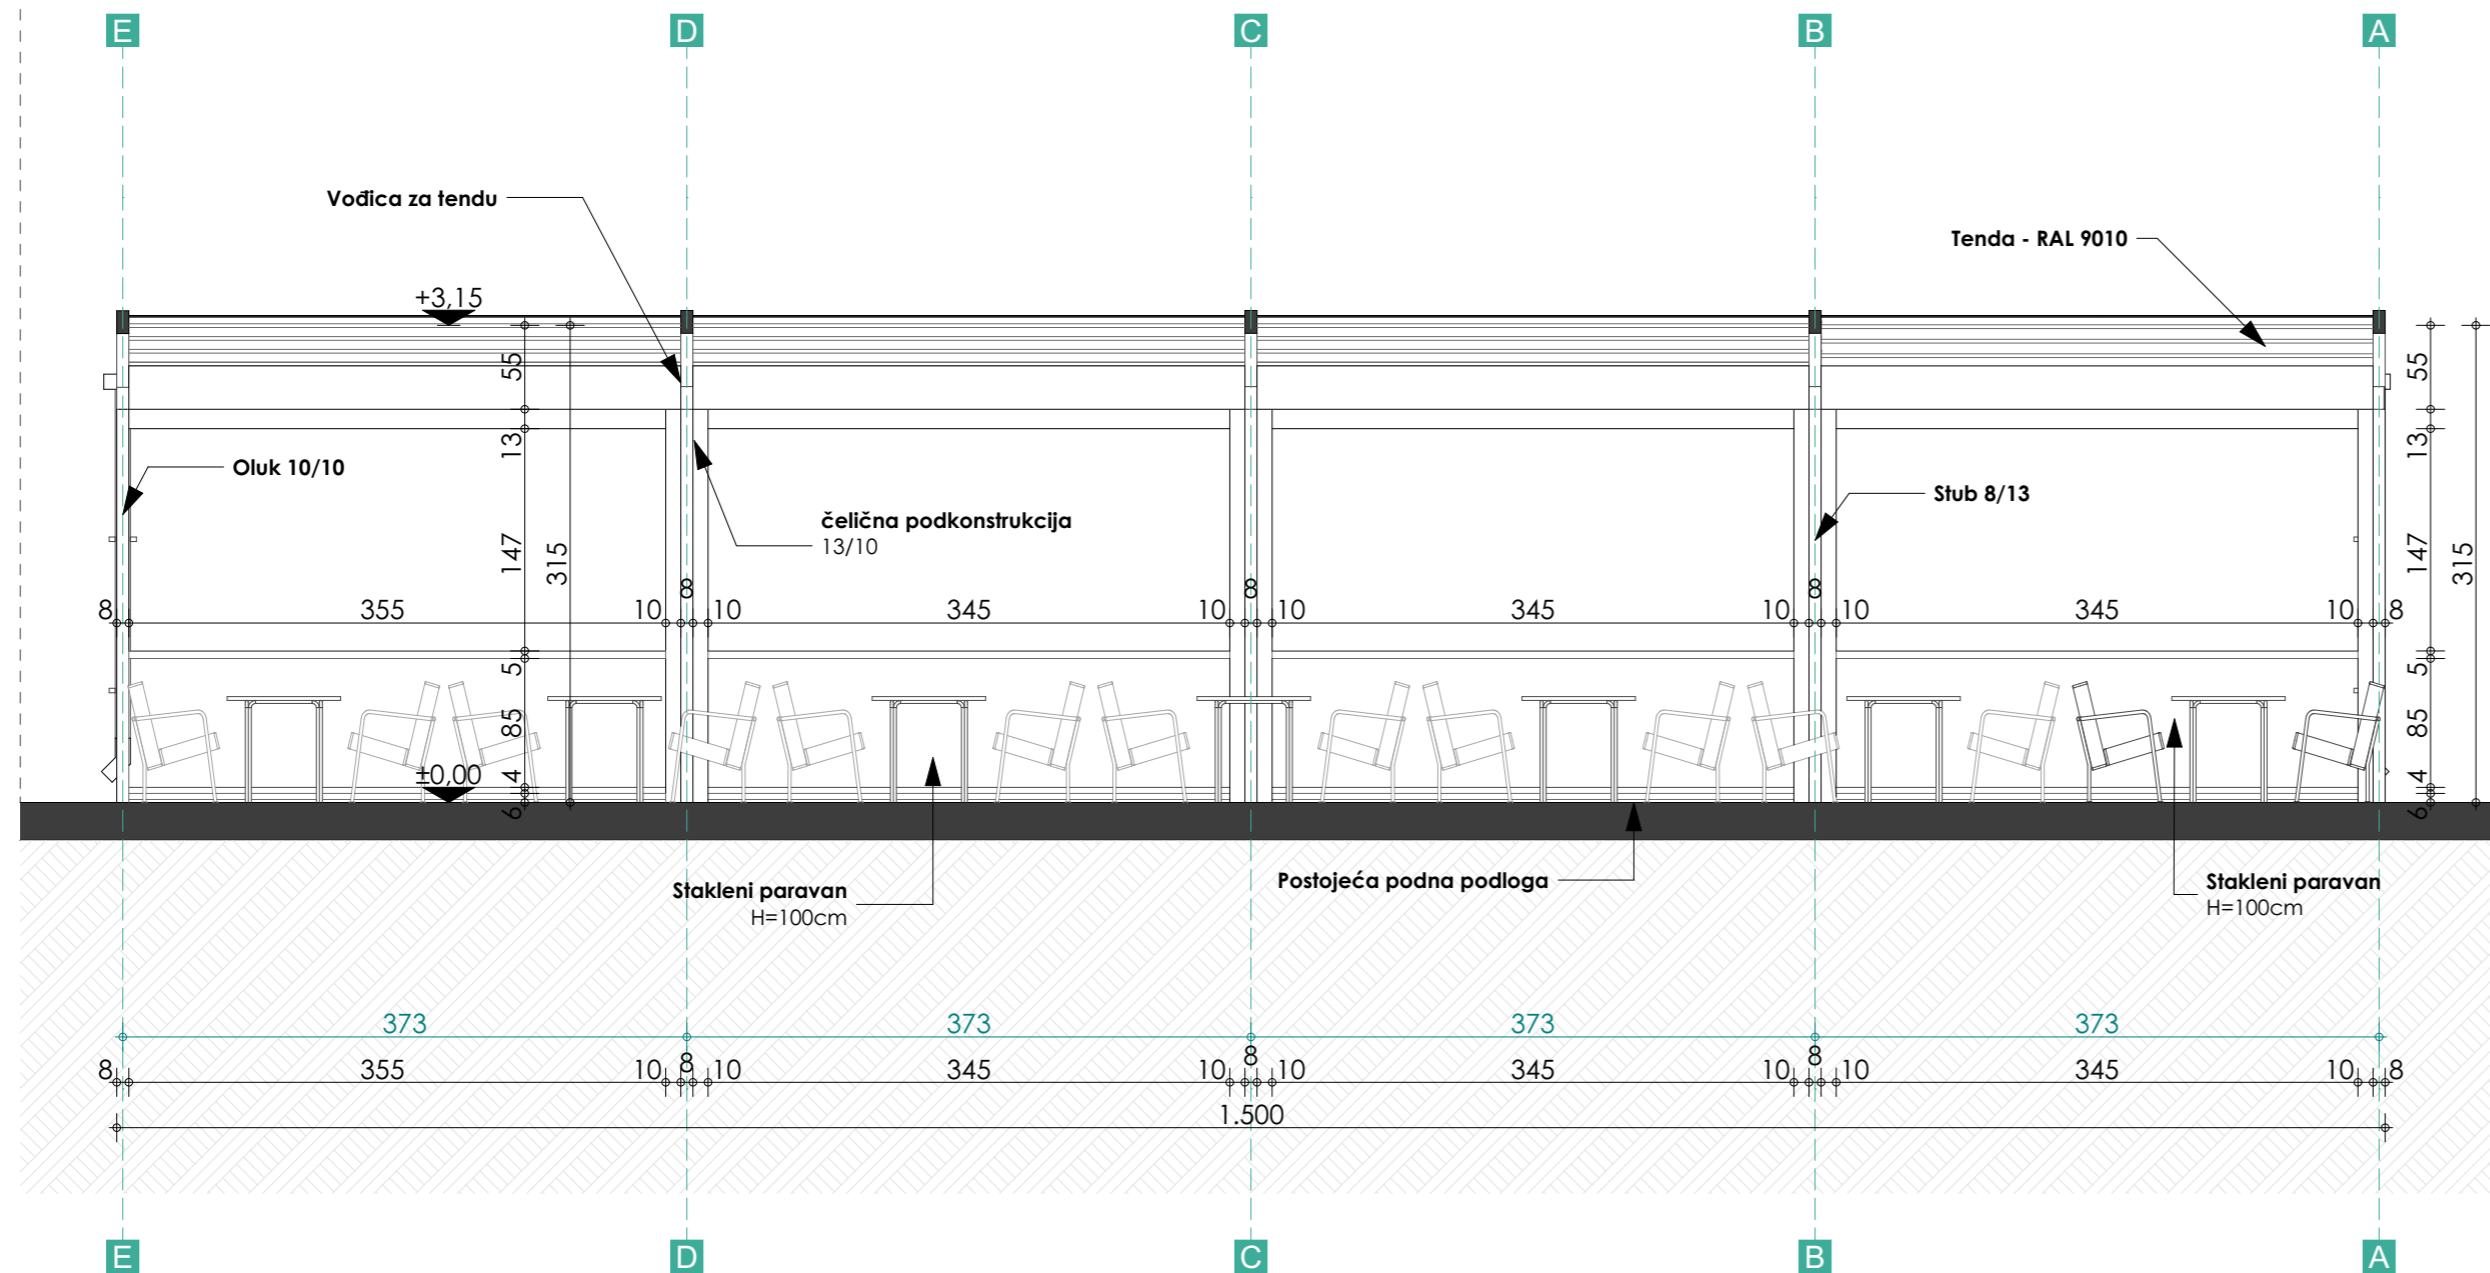 E D C B A
Vođica za tendu
Tenda - RAL 9010
+3,15
55 55
13 13
Oluk 10/10
Stub 8/13
čelična podkonstrukcija
13/10
147 315 147 315
8 355 10 8 10 345 10 8 10 345 10 8 10 345 10 8
5 5
85 85
±0,00
4 4
6 6
Stakleni paravan
H=100cm
Postojeća podna podloga
Stakleni paravan
H=100cm
373 373 373 373
8 355 10 8 10 345 10 8 10 345 10 8 10 345 10 8
1.500
E D C B A